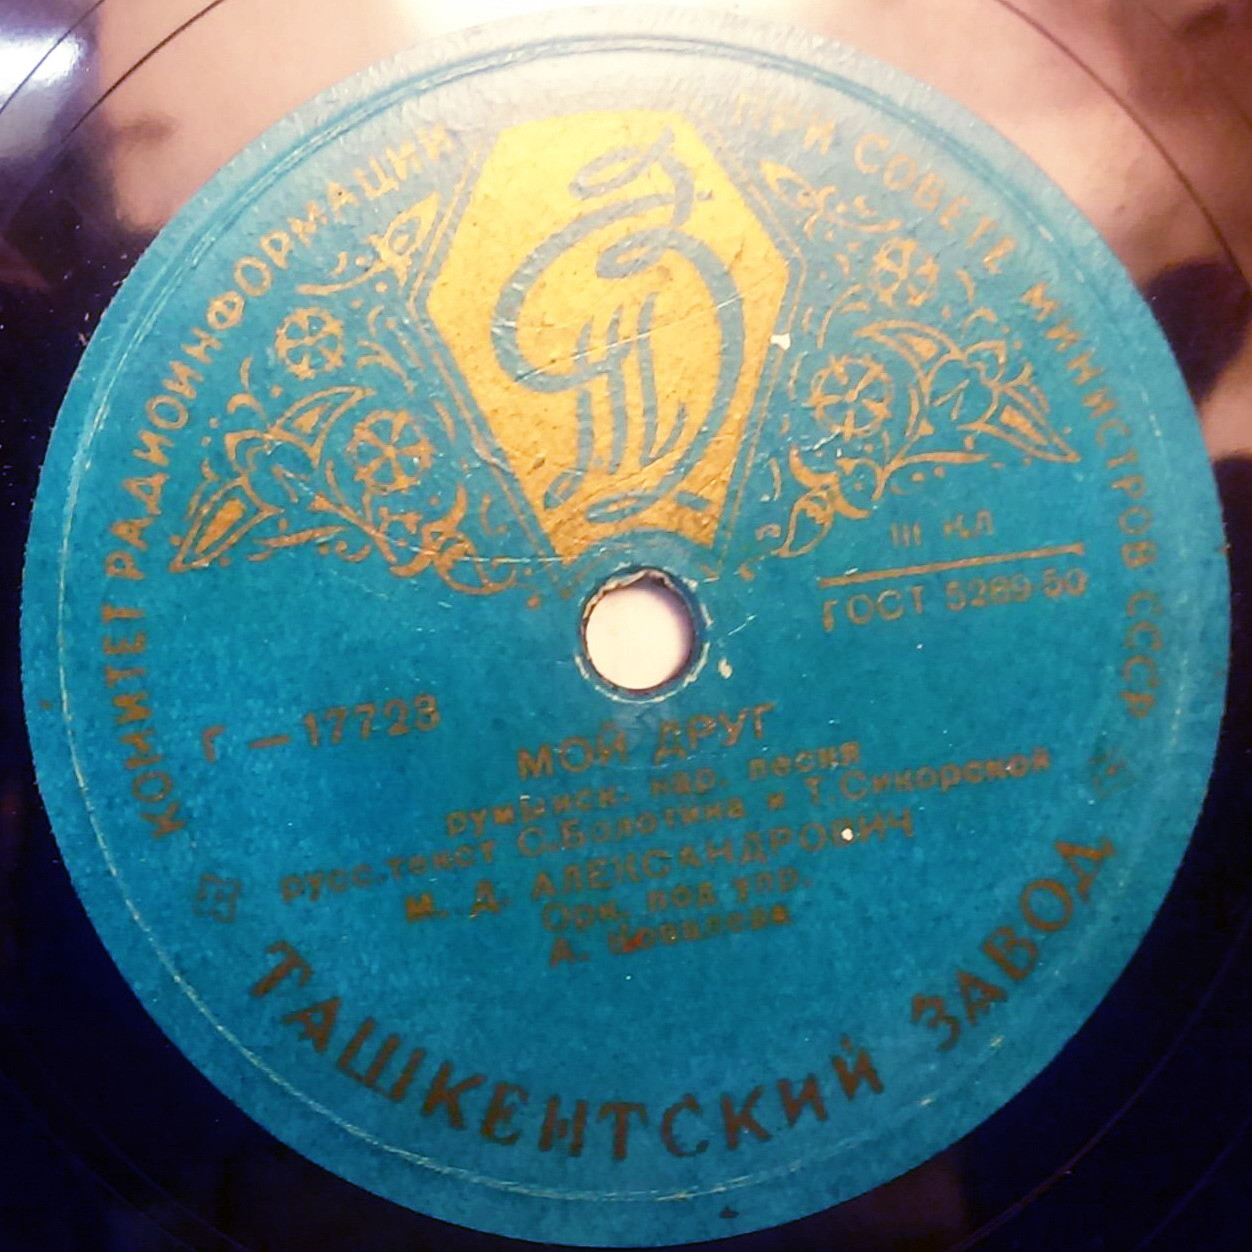 КОМИТЕТ РАДИОИНФОРМАЦИИ ПРИ СОВЕТЕ МИНИСТРОВ СССР
III КЛ
ГОСТ 5289-50
Г — 17723
МОЙ ДРУГ
румынск. нар. песня
русс. текст С.Болотина и Т.Сикорской
М. Д. АЛЕКСАНДРОВИЧ
Орк. под упр.
А. Ковалева
ТАШКЕНТСКИЙ ЗАВОД